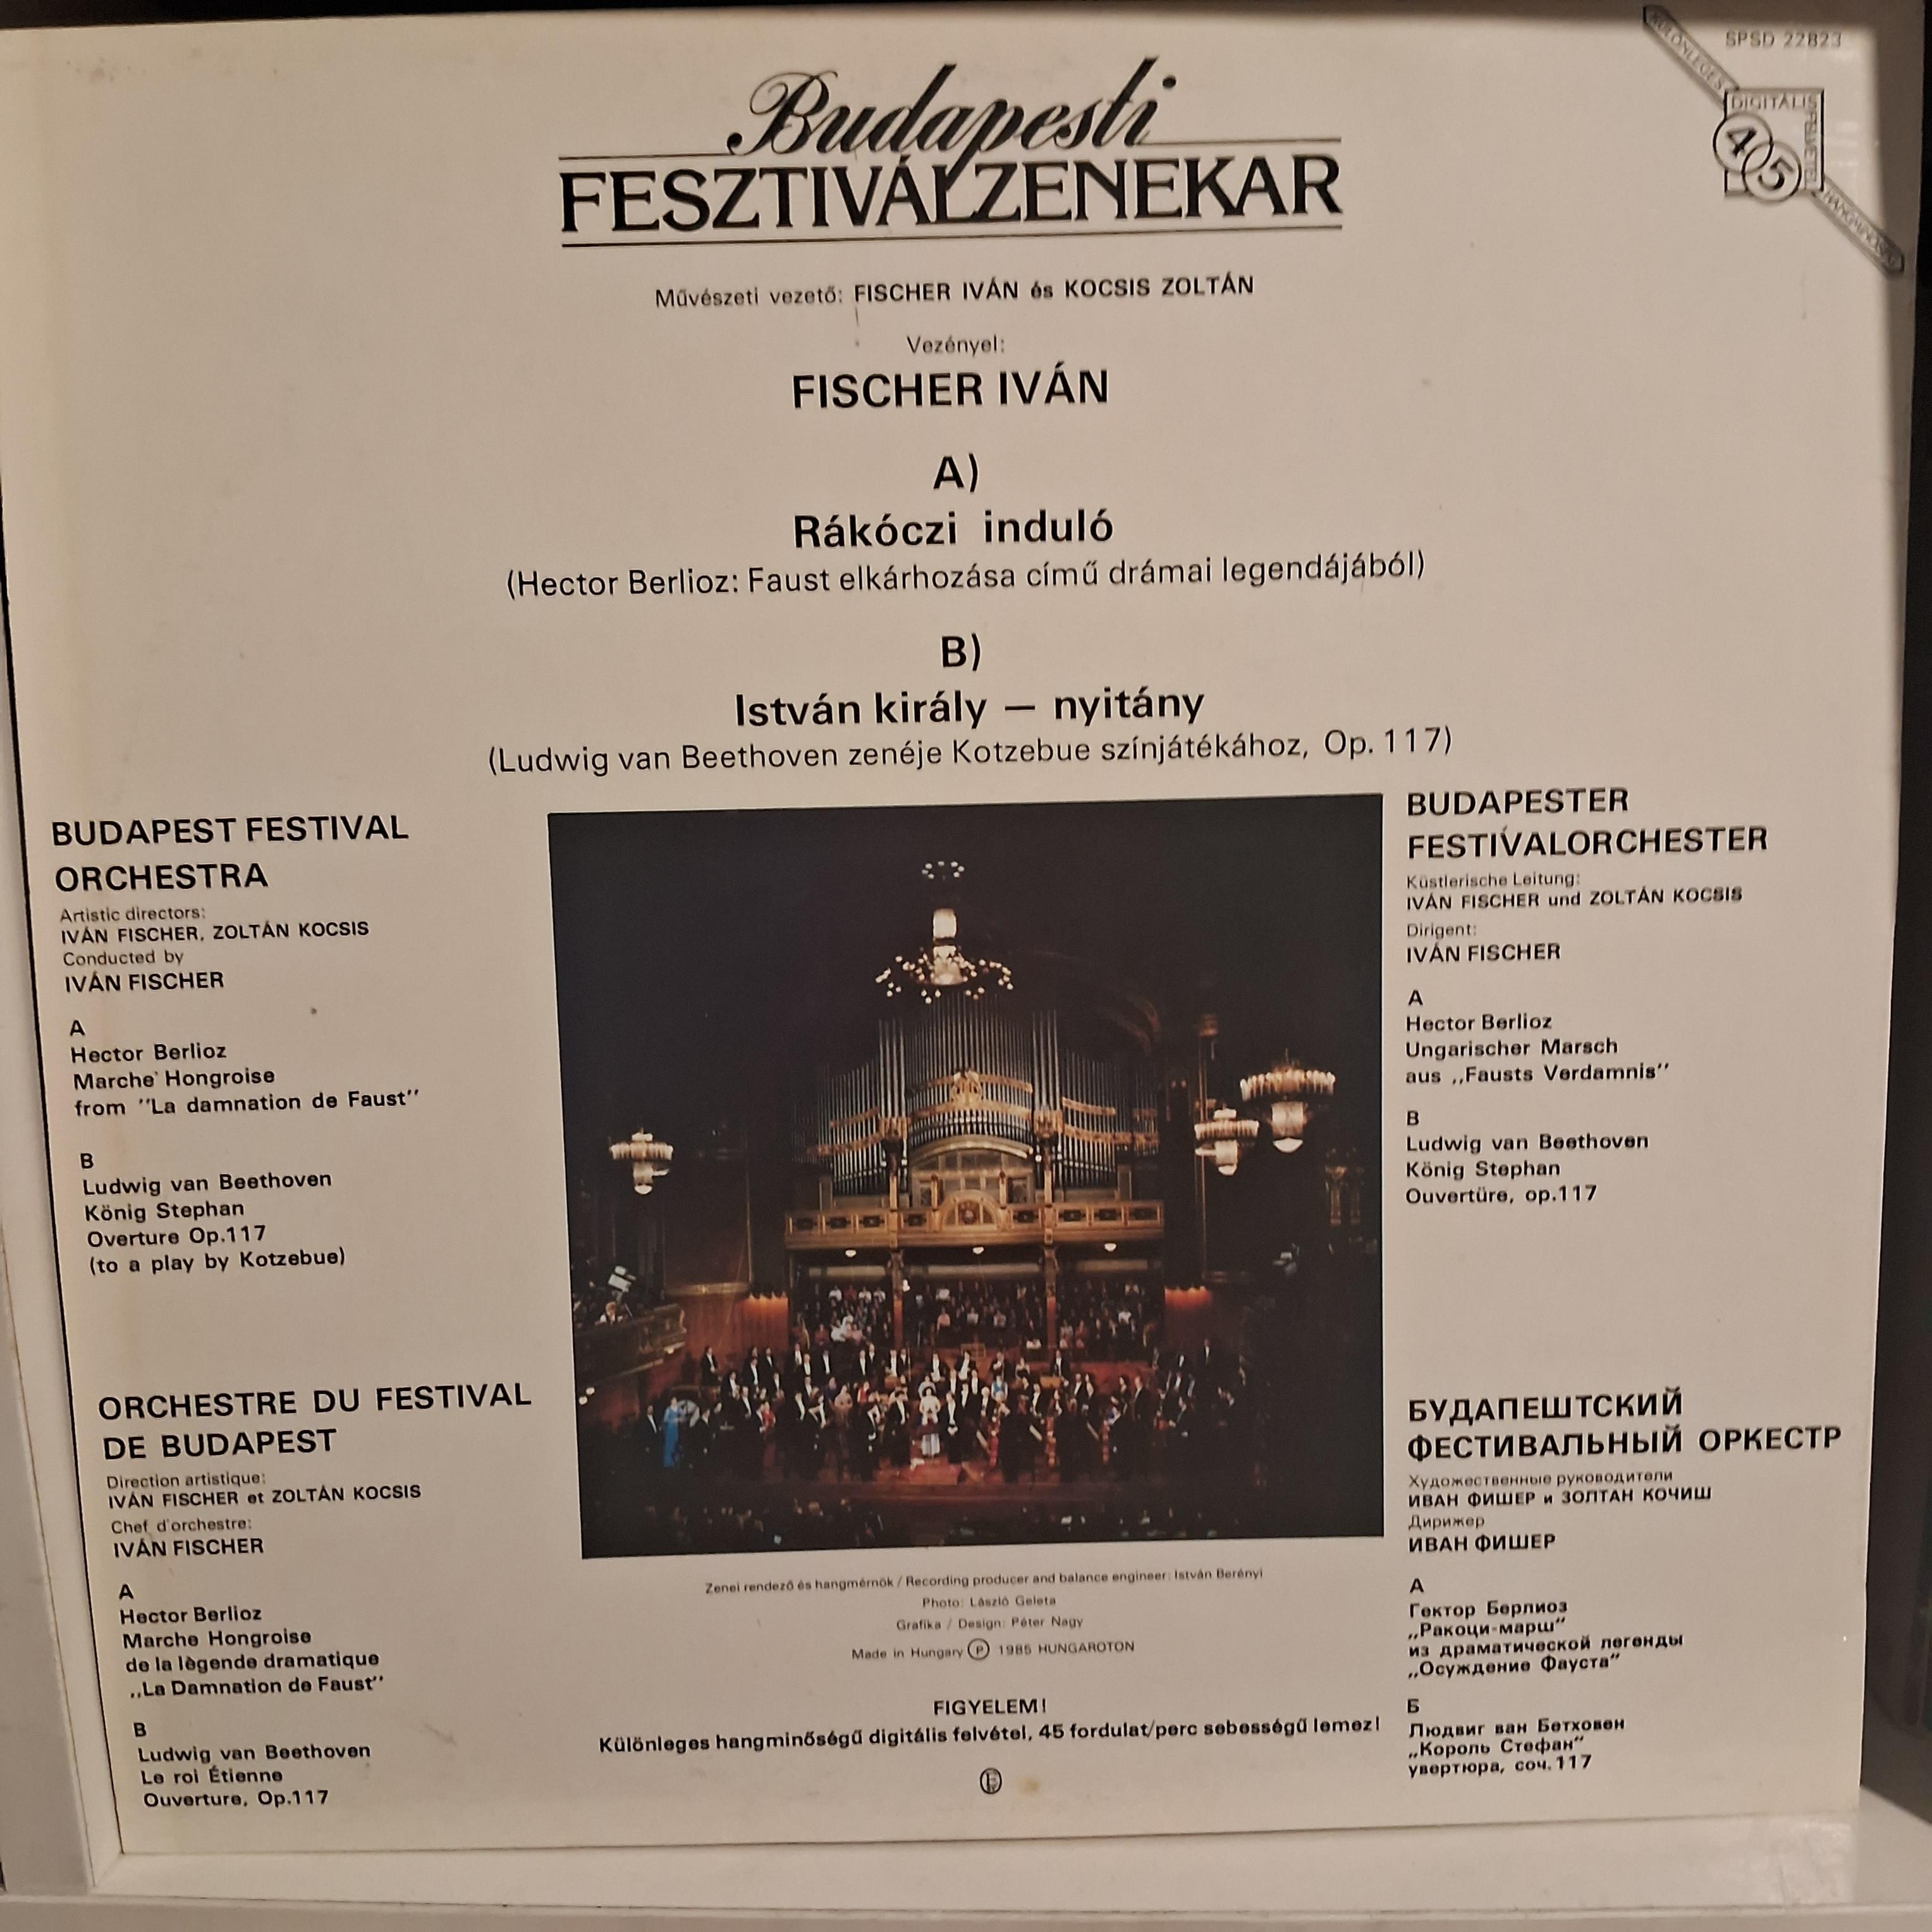 SPSD 22823
KÜLÖNLEGES
DIGITÁLIS
FELVÉTEL
45
HANGMINŐSÉG
Budapesti
FESZTIVÁLZENEKAR
Művészeti vezető: FISCHER IVÁN és KOCSIS ZOLTÁN
Vezényel:
FISCHER IVÁN
A)
Rákóczi induló
(Hector Berlioz: Faust elkárhozása című drámai legendájából)
B)
István király — nyitány
(Ludwig van Beethoven zenéje Kotzebue színjátékához, Op. 117)
BUDAPEST FESTIVAL
ORCHESTRA
Artistic directors:
IVÁN FISCHER, ZOLTÁN KOCSIS
Conducted by
IVÁN FISCHER
A
Hector Berlioz
Marche' Hongroise
from ''La damnation de Faust''
B
Ludwig van Beethoven
König Stephan
Overture Op.117
(to a play by Kotzebue)
ORCHESTRE DU FESTIVAL
DE BUDAPEST
Direction artistique:
IVÁN FISCHER et ZOLTÁN KOCSIS
Chef d'orchestre:
IVÁN FISCHER
A
Hector Berlioz
Marche Hongroise
de la lègende dramatique
,,La Damnation de Faust''
B
Ludwig van Beethoven
Le roi Étienne
Ouverture, Op.117
BUDAPESTER
FESTIVALORCHESTER
Küstlerische Leitung:
IVÁN FISCHER und ZOLTÁN KOCSIS
Dirigent:
IVÁN FISCHER
A
Hector Berlioz
Ungarischer Marsch
aus ,,Fausts Verdamnis''
B
Ludwig van Beethoven
König Stephan
Ouvertüre, op.117
БУДАПЕШТСКИЙ
ФЕСТИВАЛЬНЫЙ ОРКЕСТР
Художественные руководители
ИВАН ФИШЕР и ЗОЛТАН КОЧИШ
Дирижер
ИВАН ФИШЕР
А
Гектор Берлиоз
„Ракоци-марш"
из драматической легенды
„Осуждение Фауста"
Б
Людвиг ван Бетховен
„Король Стефан"
увертюра, соч.117
Zenei rendező és hangmérnök / Recording producer and balance engineer: István Berényi
Photo: László Geleta
Grafika / Design: Péter Nagy
Made in Hungary Ⓟ 1985 HUNGAROTON
FIGYELEM!
Különleges hangminőségű digitális felvétel, 45 fordulat/perc sebességű lemez!